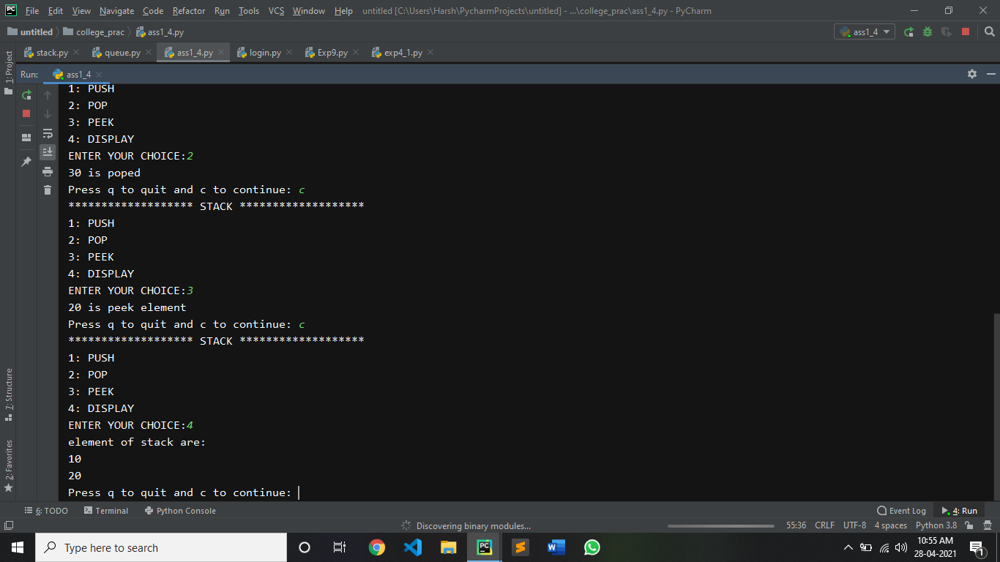 PC File Edit View Navigate Code Refactor Run Tools VCS Window Help untitled [C:\Users\Harsh\PycharmProjects\untitled] - ...\college_prac\ass1_4.py - PyCharm
untitled college_prac ass1_4.py ass1_4
stack.py queue.py ass1_4.py login.py Exp9.py exp4_1.py
1: Project
Run: ass1_4
1: PUSH
2: POP
3: PEEK
4: DISPLAY
ENTER YOUR CHOICE:2
30 is poped
Press q to quit and c to continue: c
******************* STACK *******************
1: PUSH
2: POP
3: PEEK
4: DISPLAY
ENTER YOUR CHOICE:3
20 is peek element
Press q to quit and c to continue: c
******************* STACK *******************
1: PUSH
2: POP
3: PEEK
4: DISPLAY
ENTER YOUR CHOICE:4
element of stack are:
10
20
Press q to quit and c to continue:
7: Structure
2: Favorites
6: TODO Terminal Python Console Event Log 4: Run
Discovering binary modules... 55:36 CRLF UTF-8 4 spaces Python 3.8
Type here to search
PC
10:55 AM
28-04-2021
1